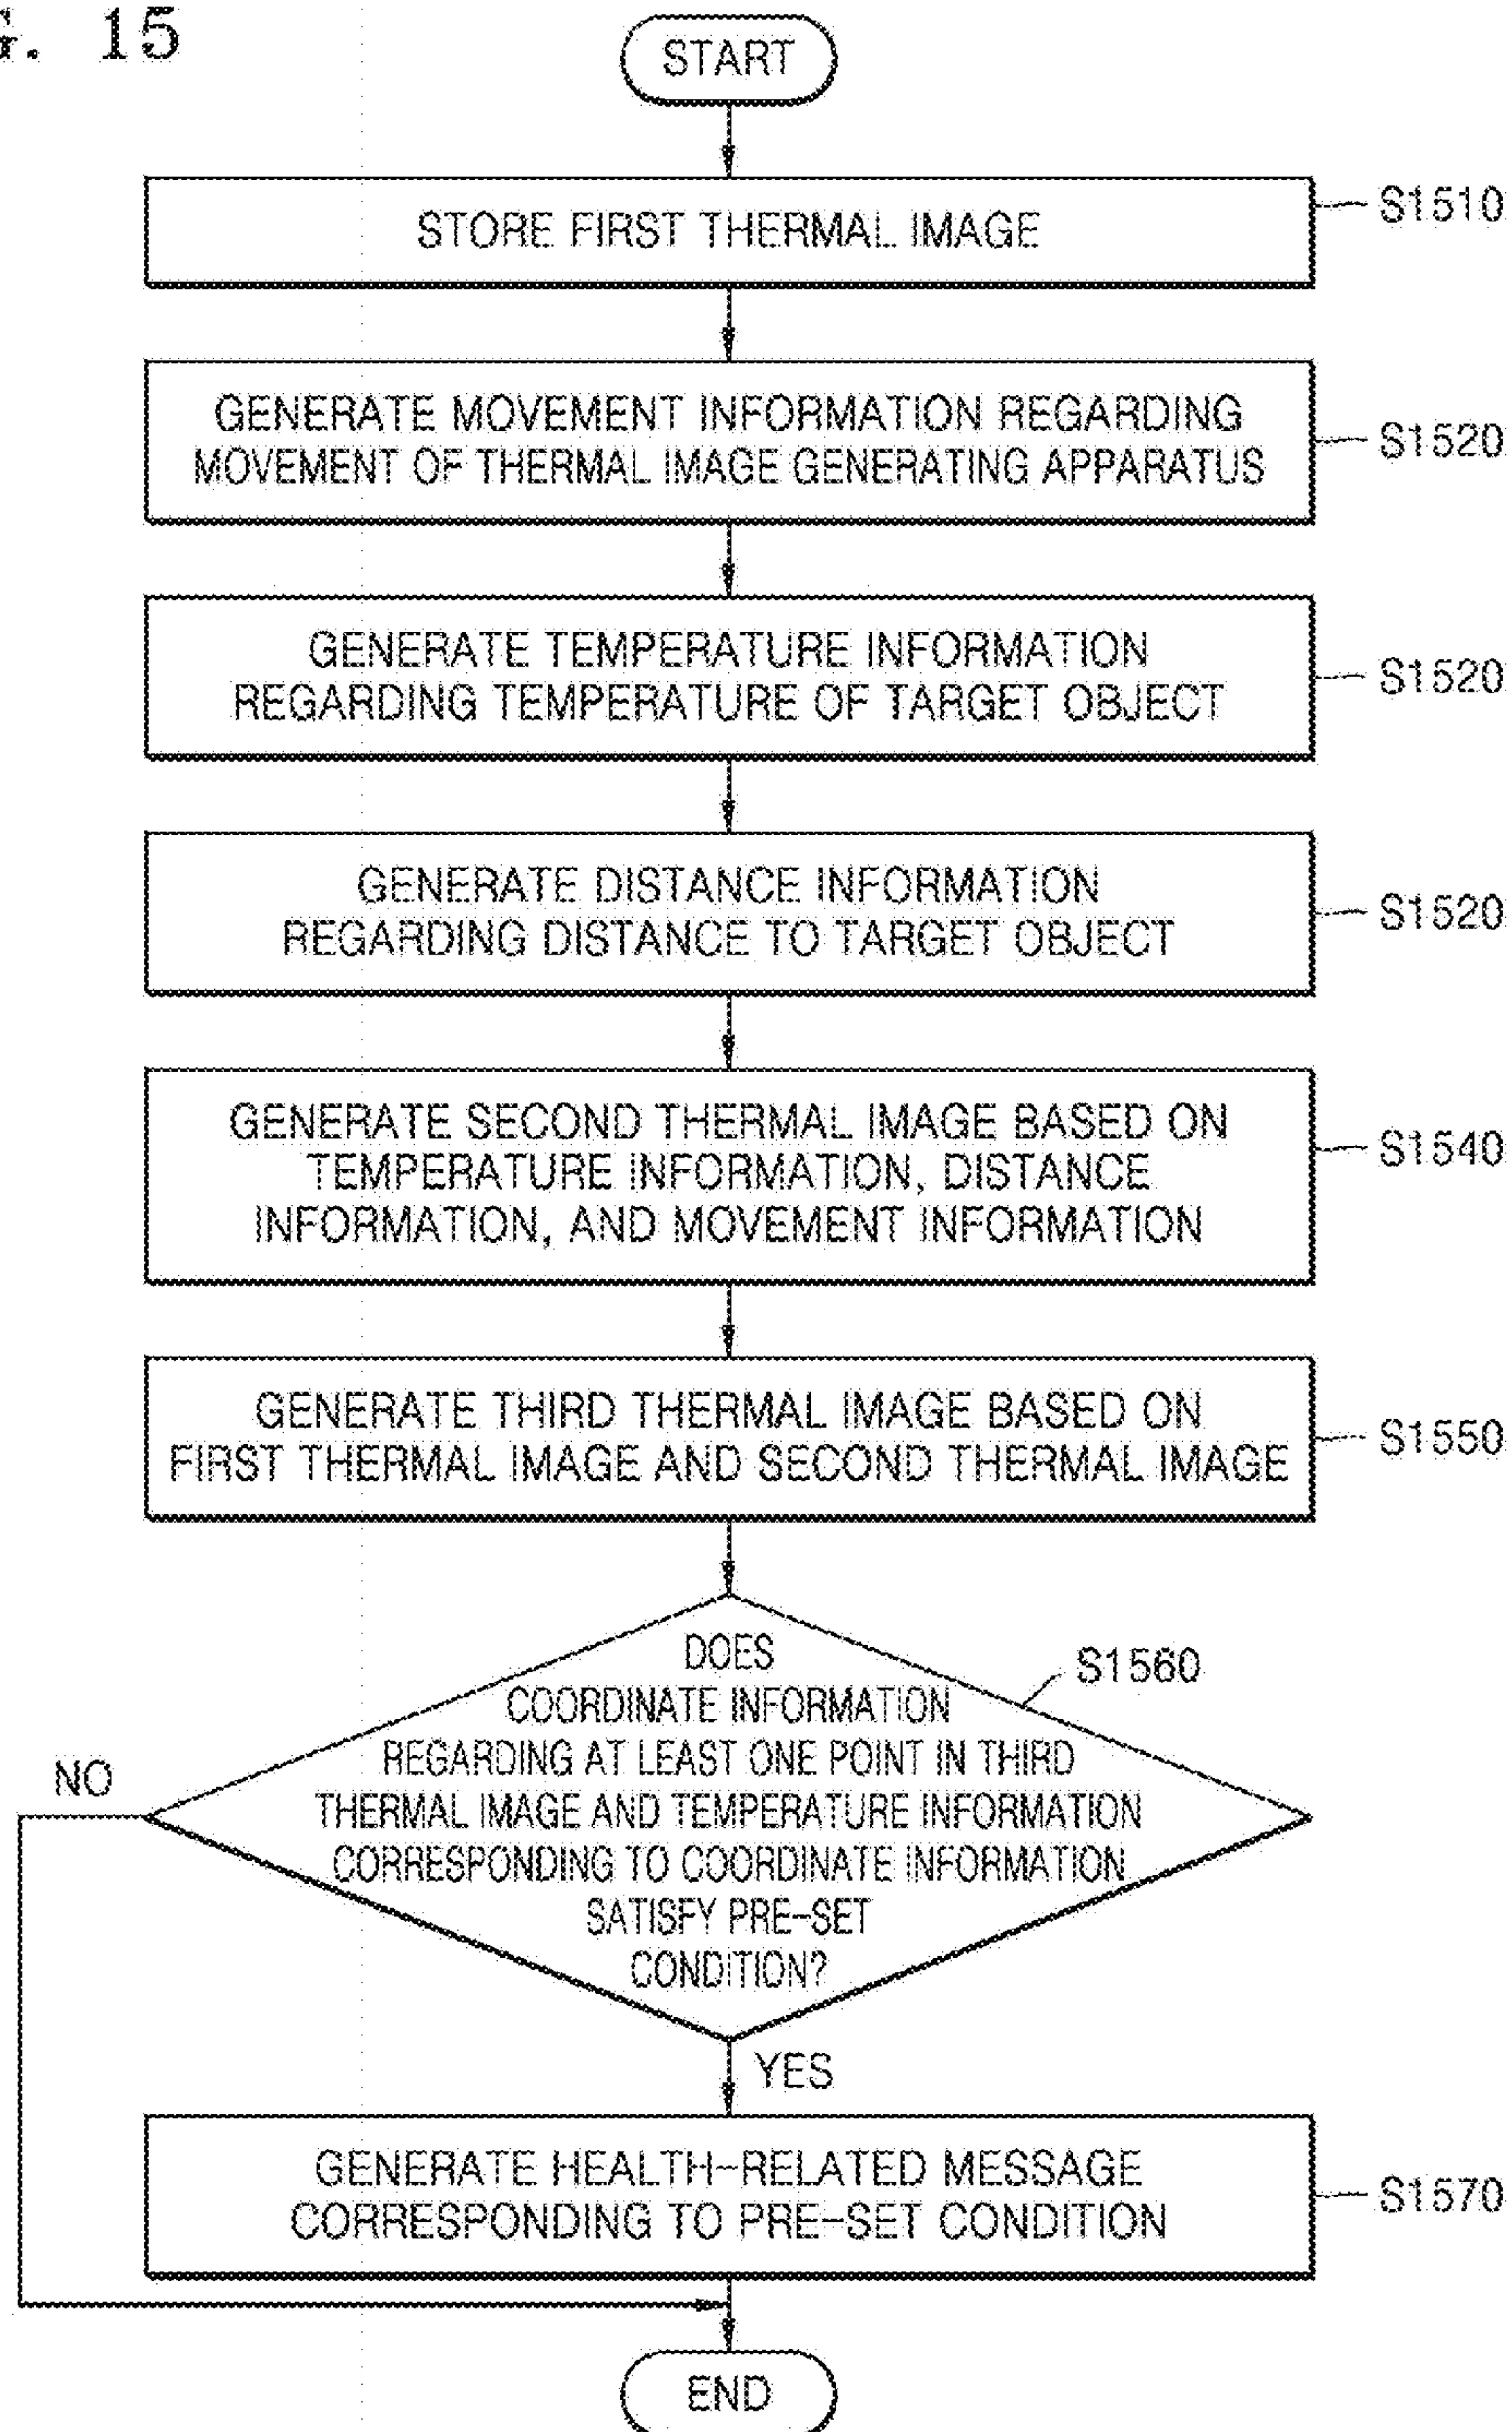 G. 15
START
STORE FIRST THERMAL IMAGE
S1510
GENERATE MOVEMENT INFORMATION REGARDING
MOVEMENT OF THERMAL IMAGE GENERATING APPARATUS
S1520
GENERATE TEMPERATURE INFORMATION
REGARDING TEMPERATURE OF TARGET OBJECT
S1520
GENERATE DISTANCE INFORMATION
REGARDING DISTANCE TO TARGET OBJECT
S1520
GENERATE SECOND THERMAL IMAGE BASED ON
TEMPERATURE INFORMATION, DISTANCE
INFORMATION, AND MOVEMENT INFORMATION
S1540
GENERATE THIRD THERMAL IMAGE BASED ON
FIRST THERMAL IMAGE AND SECOND THERMAL IMAGE
S1550
DOES
COORDINATE INFORMATION
REGARDING AT LEAST ONE POINT IN THIRD
THERMAL IMAGE AND TEMPERATURE INFORMATION
CORRESPONDING TO COORDINATE INFORMATION
SATISFY PRE-SET
CONDITION?
S1560
NO
YES
GENERATE HEALTH-RELATED MESSAGE
CORRESPONDING TO PRE-SET CONDITION
S1570
END